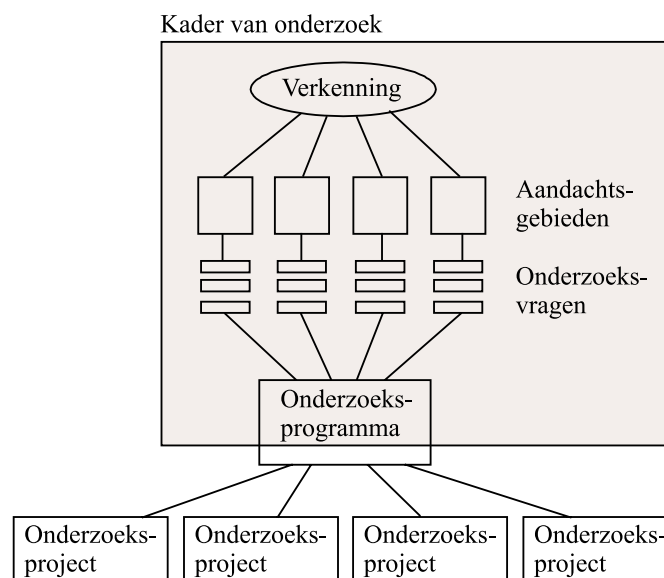 Kader van onderzoek
Verkenning
Aandachts-
gebieden
Onderzoeks-
vragen
Onderzoeks-
programma
Onderzoeks-
project
Onderzoeks-
project
Onderzoeks-
project
Onderzoeks-
project